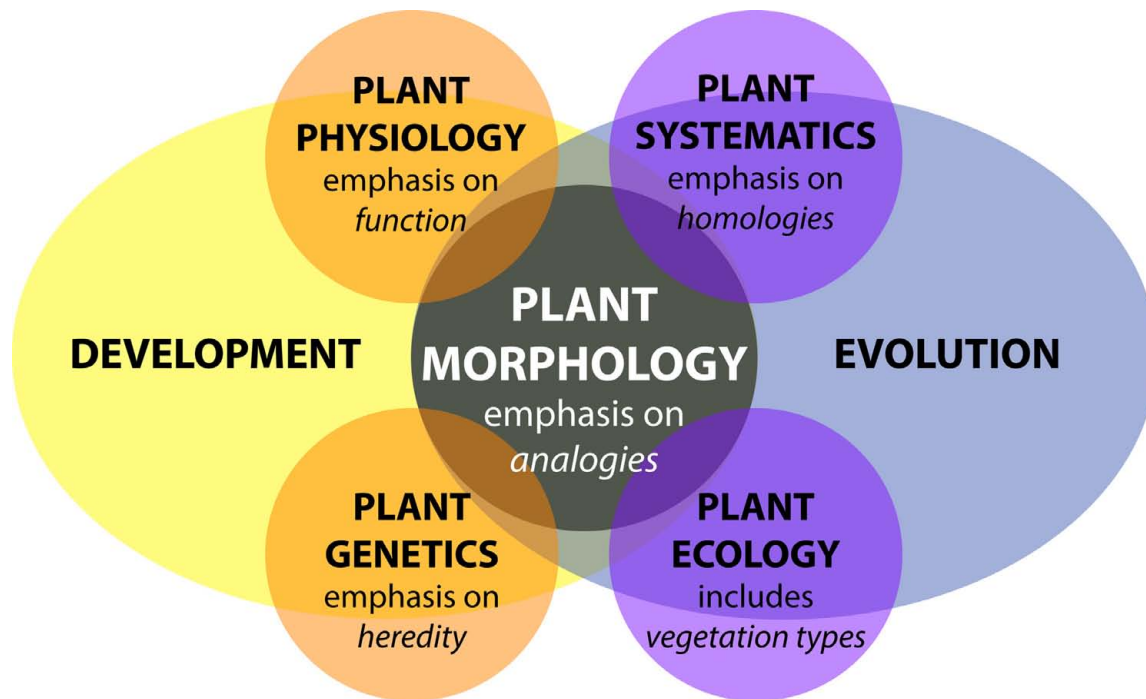 PLANT
PHYSIOLOGY
emphasis on
function
PLANT
SYSTEMATICS
emphasis on
homologies
DEVELOPMENT
PLANT
MORPHOLOGY
emphasis on
analogies
EVOLUTION
PLANT
GENETICS
emphasis on
heredity
PLANT
ECOLOGY
includes
vegetation types